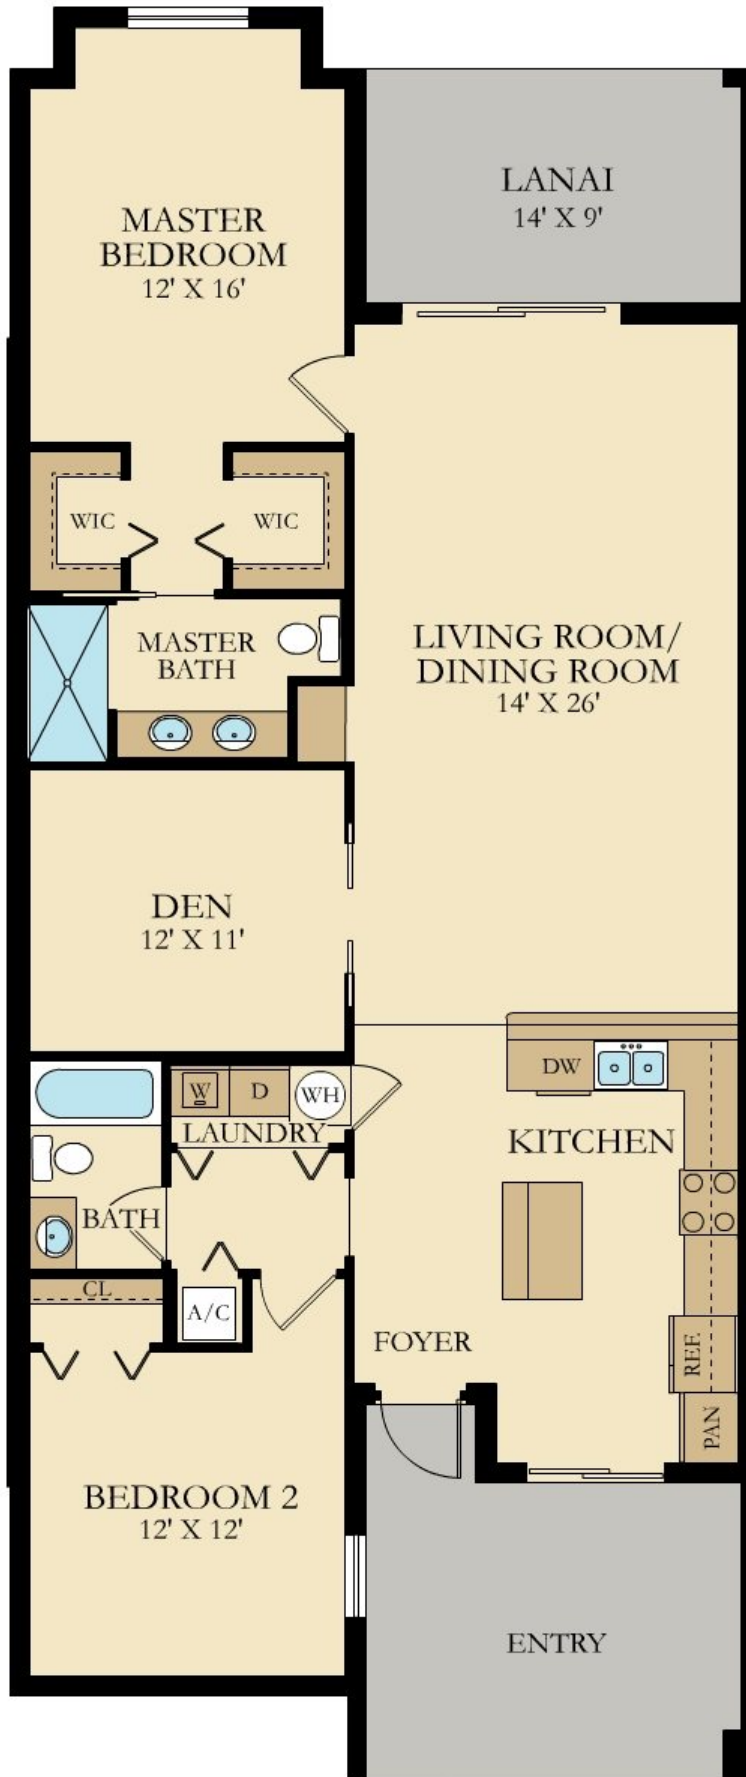 LANAI
14' X 9'
MASTER
BEDROOM
12' X 16'
WIC
WIC
MASTER
BATH
LIVING ROOM/
DINING ROOM
14' X 26'
DEN
12' X 11'
DW
W
D
WH
LAUNDRY
KITCHEN
BATH
CL
A/C
FOYER
REF.
PAN
BEDROOM 2
12' X 12'
ENTRY